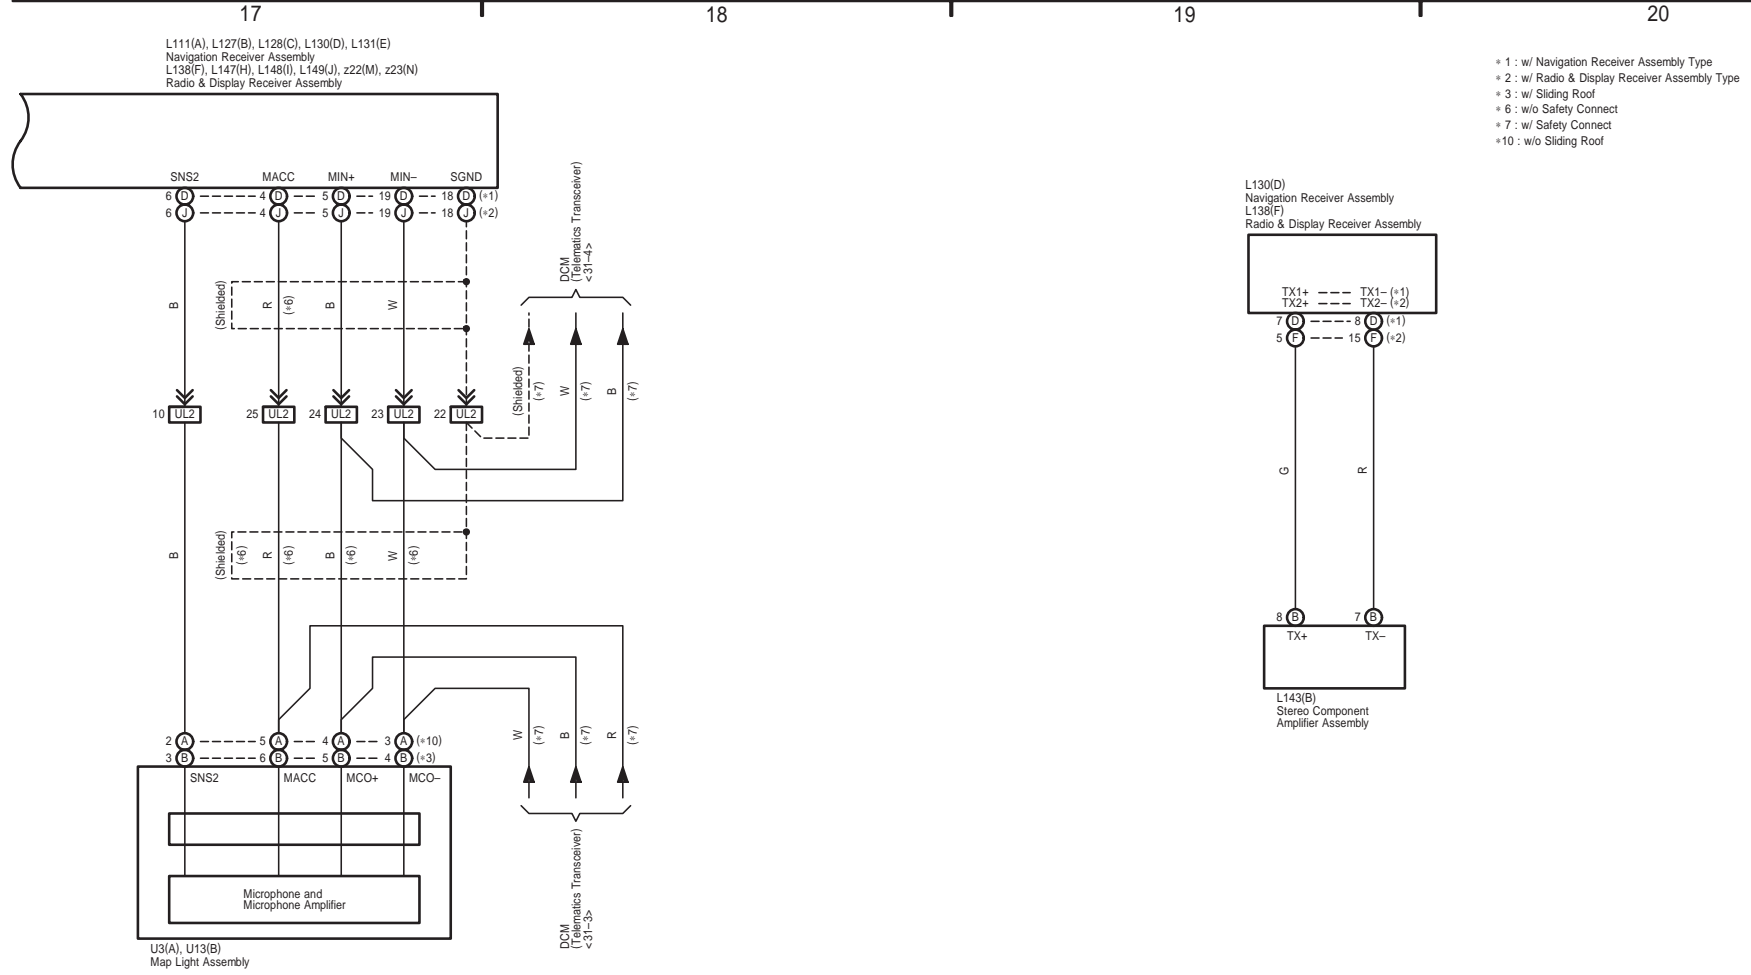 17
18
19
20
L111(A), L127(B), L128(C), L130(D), L131(E)
Navigation Receiver Assembly
L138(F), L147(H), L148(I), L149(J), z22(M), z23(N)
Radio & Display Receiver Assembly
SNS2 MACC MIN+ MIN– SGND
6 D 4 D 5 D 19 D 18 D (∗1)
6 J 4 J 5 J 19 J 18 J (∗2)
(Shielded)
B
R
(∗6)
B
W
10 UL2 25 UL2 24 UL2 23 UL2 22 UL2
DCM
(Telematics Transceiver)
<31–4>
(Shielded)
(∗7)
W
(∗7)
B
(∗7)
B
(Shielded)
(∗6)
R
(∗6)
B
(∗6)
W
(∗6)
W
(∗7)
B
(∗7)
R
(∗7)
2 A 5 A 4 A 3 A (∗10)
3 B 6 B 5 B 4 B (∗3)
SNS2 MACC MCO+ MCO–
Microphone and
Microphone Amplifier
U3(A), U13(B)
Map Light Assembly
DCM
(Telematics Transceiver)
<31–3>
∗ 1 : w/ Navigation Receiver Assembly Type
∗ 2 : w/ Radio & Display Receiver Assembly Type
∗ 3 : w/ Sliding Roof
∗ 6 : w/o Safety Connect
∗ 7 : w/ Safety Connect
∗10 : w/o Sliding Roof
L130(D)
Navigation Receiver Assembly
L138(F)
Radio & Display Receiver Assembly
TX1+ TX1– (∗1)
TX2+ TX2– (∗2)
7 D 8 D (∗1)
5 F 15 F (∗2)
G
R
8 B 7 B
TX+ TX–
L143(B)
Stereo Component
Amplifier Assembly